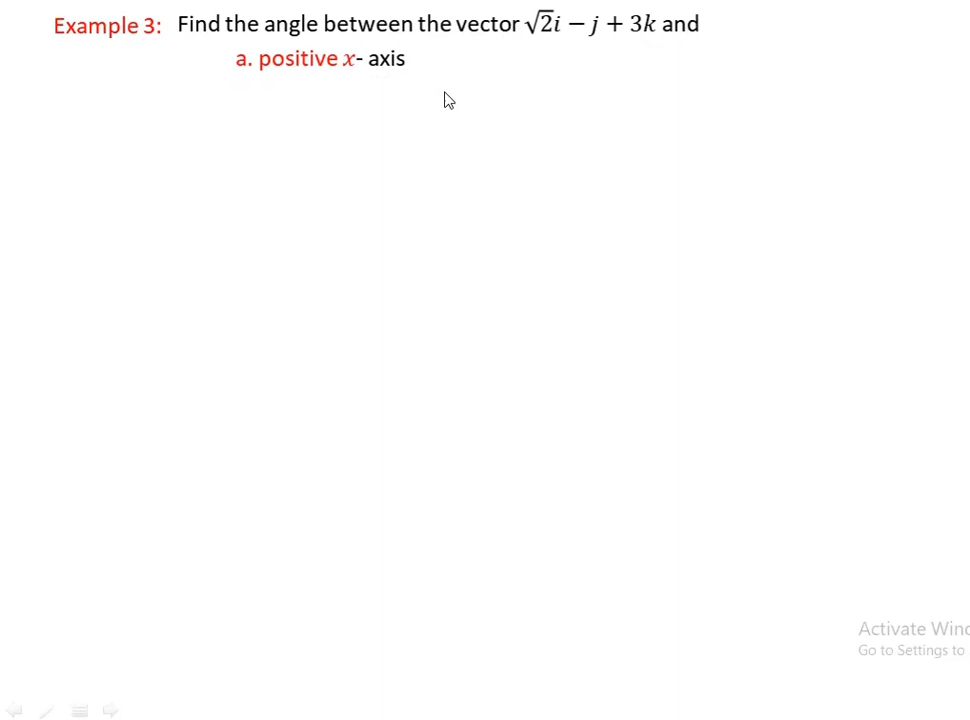 Example 3: Find the angle between the vector √2i − j + 3k and
a. positive x- axis
Activate Wind
Go to Settings to